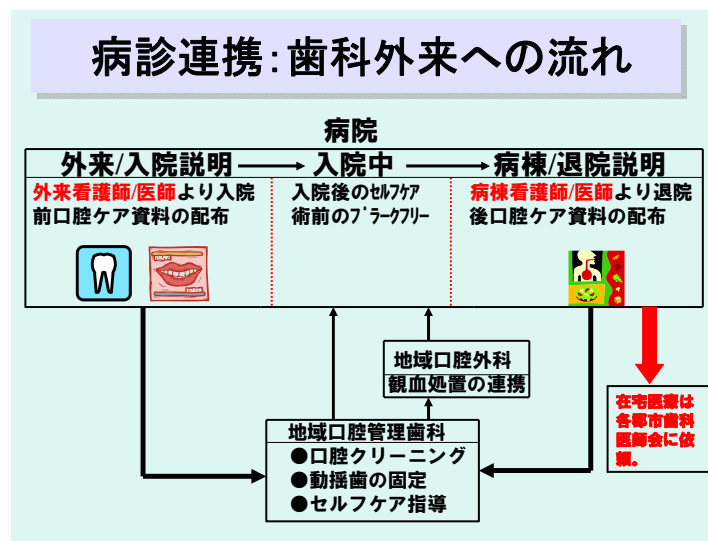 病診連携:歯科外来への流れ
病院
外来/入院説明
入院中
病棟/退院説明
外来看護師/医師より入院
前口腔ケア資料の配布
入院後のセルフケア
術前のプラークフリー
病棟看護師/医師より退院
後口腔ケア資料の配布
地域口腔外科
観血処置の連携
在宅医療は
各郡市歯科
医師会に依
頼。
地域口腔管理歯科
●口腔クリーニング
●動揺歯の固定
●セルフケア指導